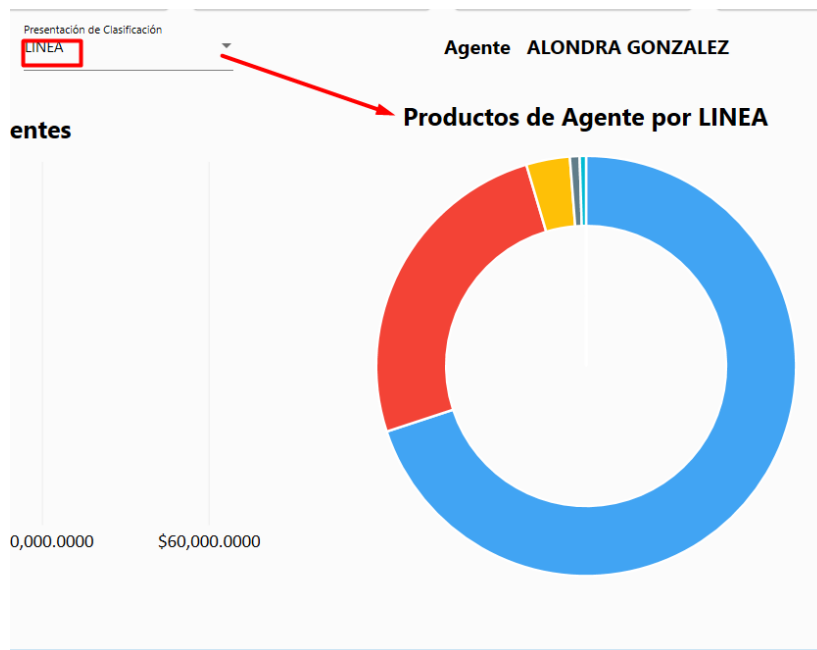 Presentación de Clasificación
LINEA
Agente ALONDRA GONZALEZ
Productos de Agente por LINEA
entes
0,000.0000
$60,000.0000